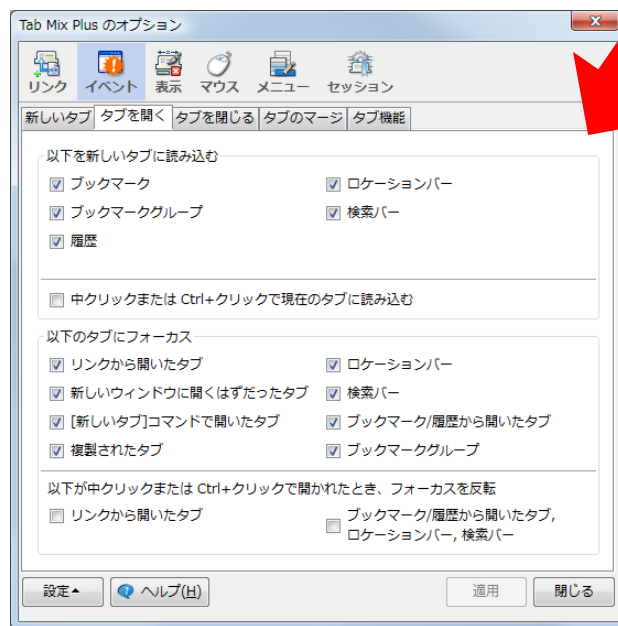 Tab Mix Plus のオプション
リンク イベント 表示 マウス メニュー セッション
新しいタブ タブを開く タブを閉じる タブのマージ タブ機能
以下を新しいタブに読み込む
ブックマーク ロケーションバー
ブックマークグループ 検索バー
履歴
中クリックまたは Ctrl+クリックで現在のタブに読み込む
以下のタブにフォーカス
リンクから開いたタブ ロケーションバー
新しいウィンドウに開くはずだったタブ 検索バー
[新しいタブ]コマンドで開いたタブ ブックマーク/履歴から開いたタブ
複製されたタブ ブックマークグループ
以下が中クリックまたは Ctrl+クリックで開かれたとき、フォーカスを反転
リンクから開いたタブ ブックマーク/履歴から開いたタブ,
ロケーションバー, 検索バー
設定 ヘルプ(H) 適用 閉じる